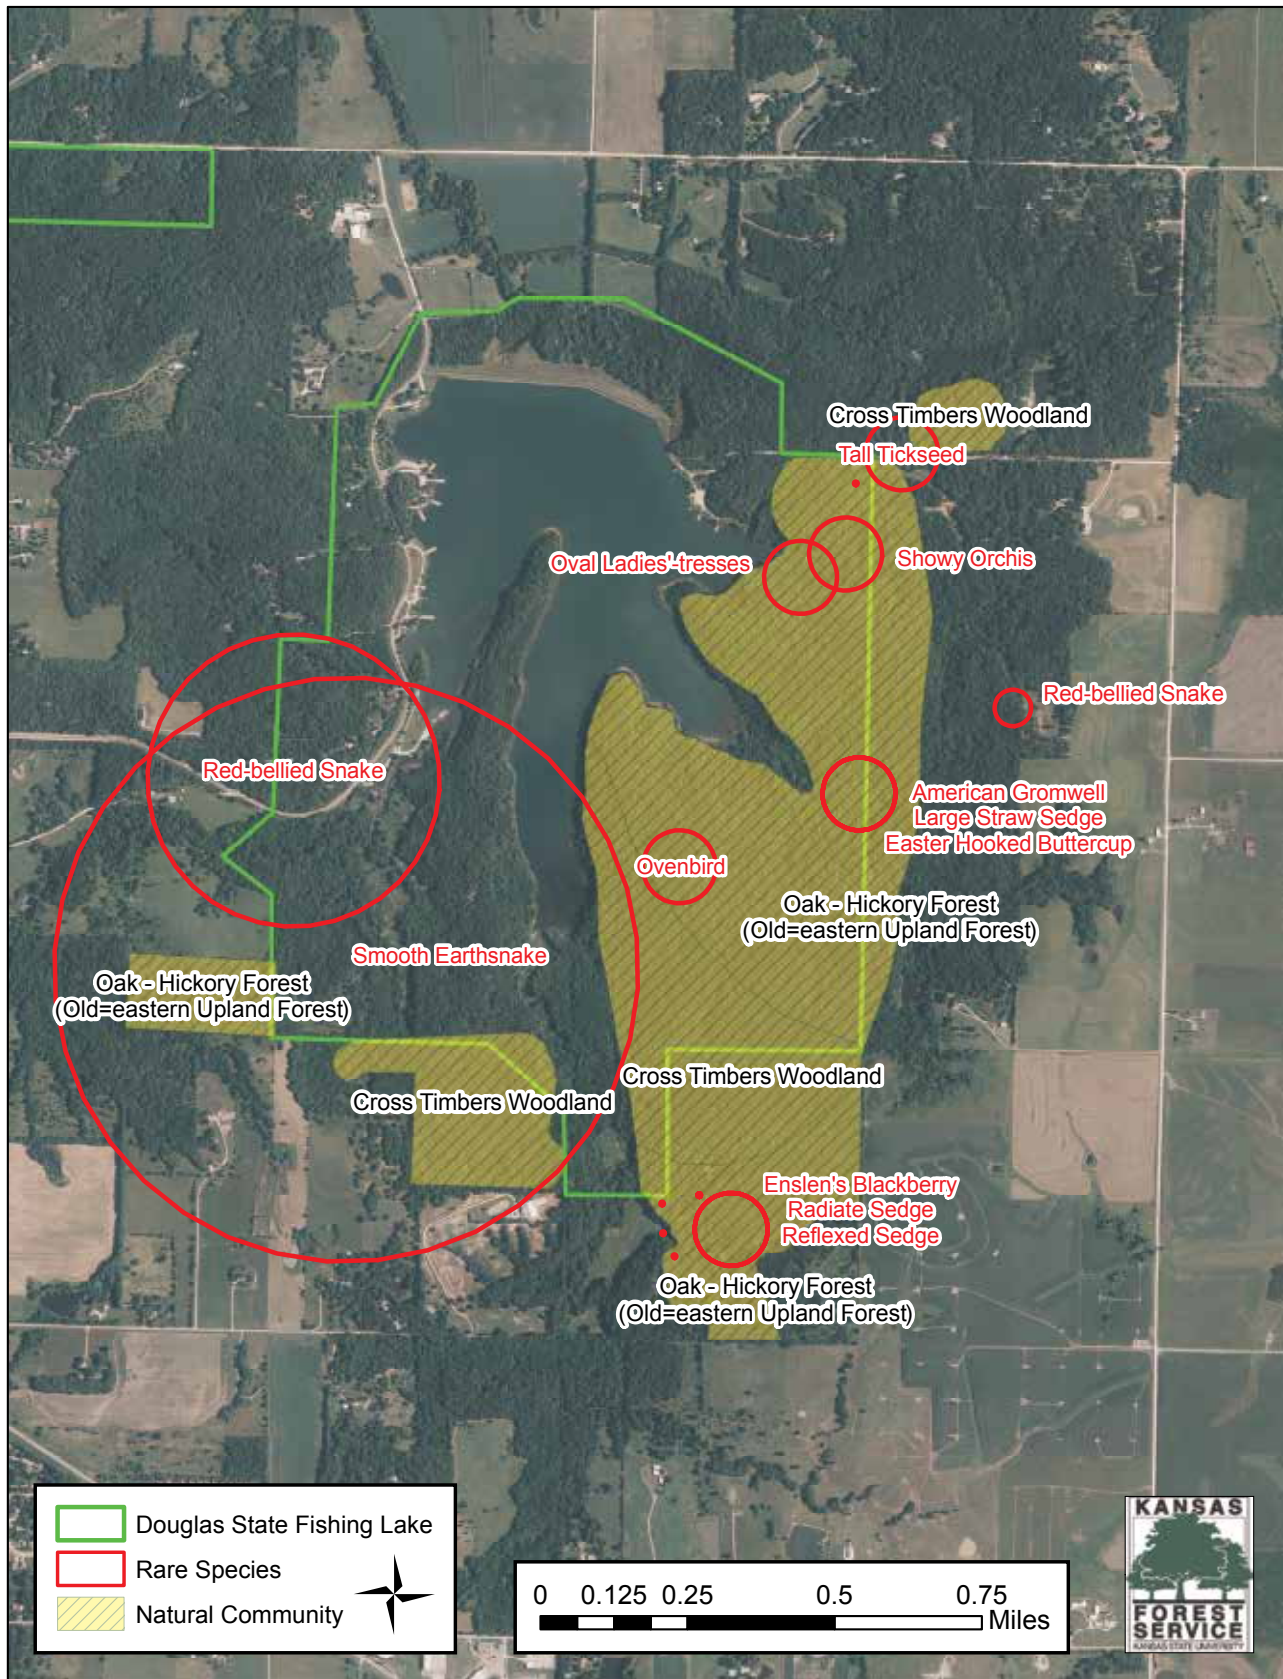 Cross Timbers Woodland
Tall Tickseed
Oval Ladies'-tresses
Showy Orchis
Red-bellied Snake
Red-bellied Snake
American Gromwell
Large Straw Sedge
Easter Hooked Buttercup
Ovenbird
Oak - Hickory Forest
(Old=eastern Upland Forest)
Smooth Earthsnake
Oak - Hickory Forest
(Old=eastern Upland Forest)
Cross Timbers Woodland
Cross Timbers Woodland
Enslen's Blackberry
Radiate Sedge
Reflexed Sedge
Oak - Hickory Forest
(Old=eastern Upland Forest)
Douglas State Fishing Lake
Rare Species
Natural Community
0 0.125 0.25 0.5 0.75
Miles
KANSAS
FOREST
SERVICE
KANSAS STATE UNIVERSITY